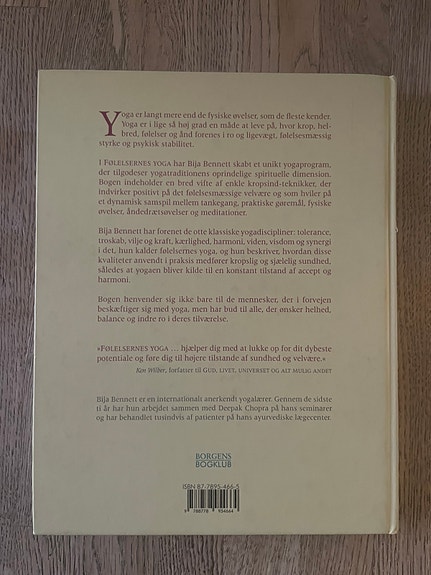 Yoga er langt mere end de fysiske øvelser, som de fleste kender.
Yoga er i lige så høj grad en måde at leve på, hvor krop, hel-
bred, følelser og ånd forenes i ro og ligevægt, følelsesmæssig
styrke og psykisk stabilitet.
I FØLELSERNES YOGA har Bija Bennett skabt et unikt yogaprogram,
der tilgodeser yogatraditionens oprindelige spirituelle dimension.
Bogen indeholder en bred vifte af enkle kropsind-teknikker, der
indvirker positivt på det følelsesmæssige velvære og som hviler på
et dynamisk samspil mellem tankegang, praktiske gøremål, fysiske
øvelser, åndedrætsøvelser og meditationer.
Bija Bennett har forenet de otte klassiske yogadiscipliner: tolerance,
troskab, vilje og kraft, kærlighed, harmoni, viden, visdom og synergi
i det, hun kalder følelsernes yoga, og hun beskriver, hvordan disse
kvaliteter anvendt i praksis medfører kropslig og sjælelig sundhed,
således at yogaen bliver kilde til en konstant tilstand af accept og
harmoni.
Bogen henvender sig ikke bare til de mennesker, der i forvejen
beskæftiger sig med yoga, men har bud til alle, der ønsker helhed,
balance og indre ro i deres tilværelse.
»FØLELSERNES YOGA ... hjælper dig med at lukke op for dit dybeste
potentiale og føre dig til højere tilstande af sundhed og velvære.«
Ken Wilber, forfatter til GUD, LIVET, UNIVERSET OG ALT MULIG ANDET
Bija Bennett er en internationalt anerkendt yogalærer. Gennem de sidste
ti år har hun arbejdet sammen med Deepak Chopra på hans seminarer
og har behandlet tusindvis af patienter på hans ayurvediske lægecenter.
BORGENS
BOGKLUB
ISBN 87-7895-466-5
9 788778 954664